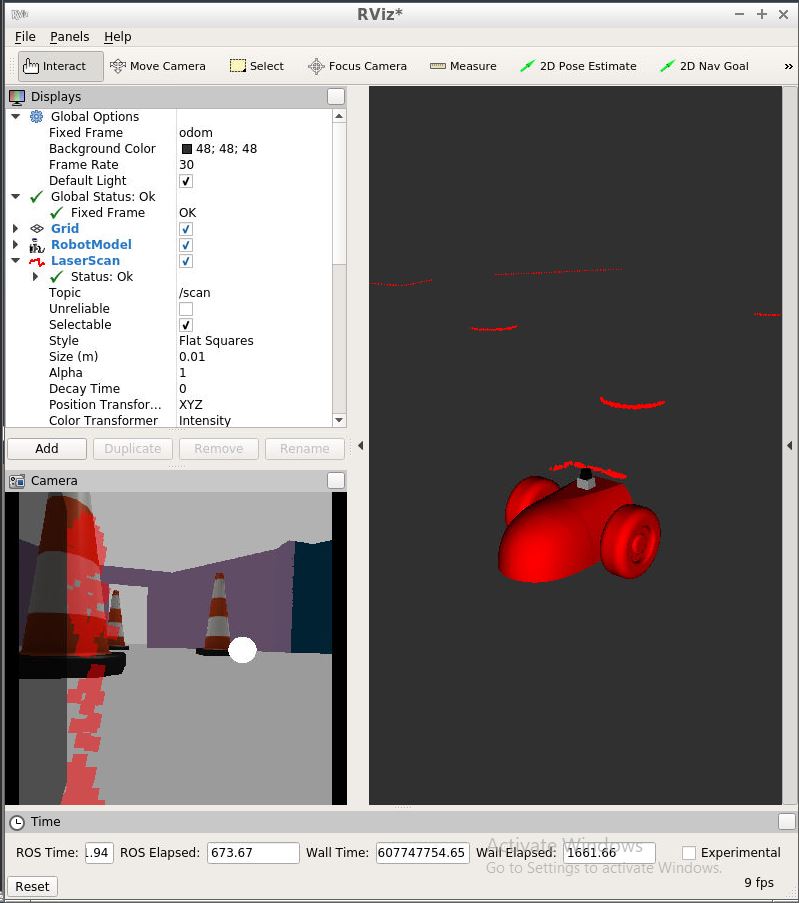 RViz*
File Panels Help
Interact Move Camera Select Focus Camera Measure 2D Pose Estimate 2D Nav Goal »
Displays
Global Options
Fixed Frame odom
Background Color 48; 48; 48
Frame Rate 30
Default Light
Global Status: Ok
Fixed Frame OK
Grid
RobotModel
LaserScan
Status: Ok
Topic /scan
Unreliable
Selectable
Style Flat Squares
Size (m) 0.01
Alpha 1
Decay Time 0
Position Transfor... XYZ
Color Transformer Intensity
Add Duplicate Remove Rename
Camera
Time
ROS Time: .94 ROS Elapsed: 673.67 Wall Time: 607747754.65 Wall Elapsed: 1661.66 Experimental
Activate Windows
Go to Settings to activate Windows.
Reset 9 fps